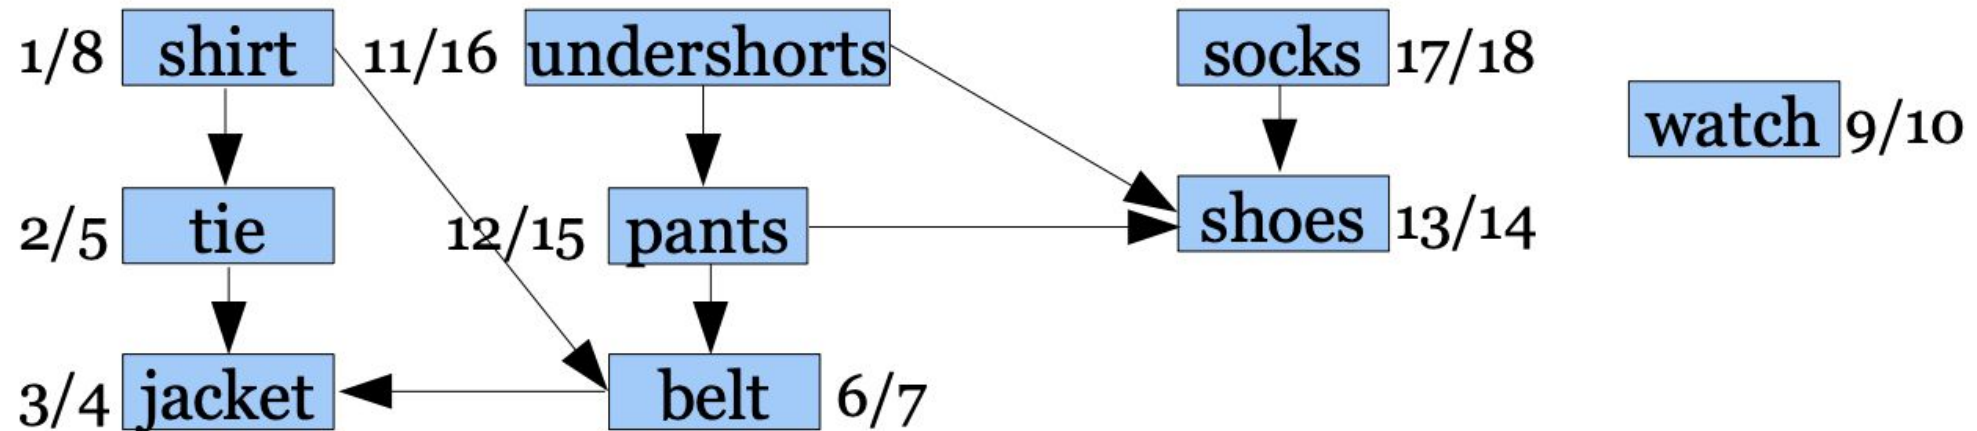 1/8 shirt 11/16 undershorts socks 17/18
watch 9/10
2/5 tie 12/15 pants shoes 13/14
3/4 jacket belt 6/7